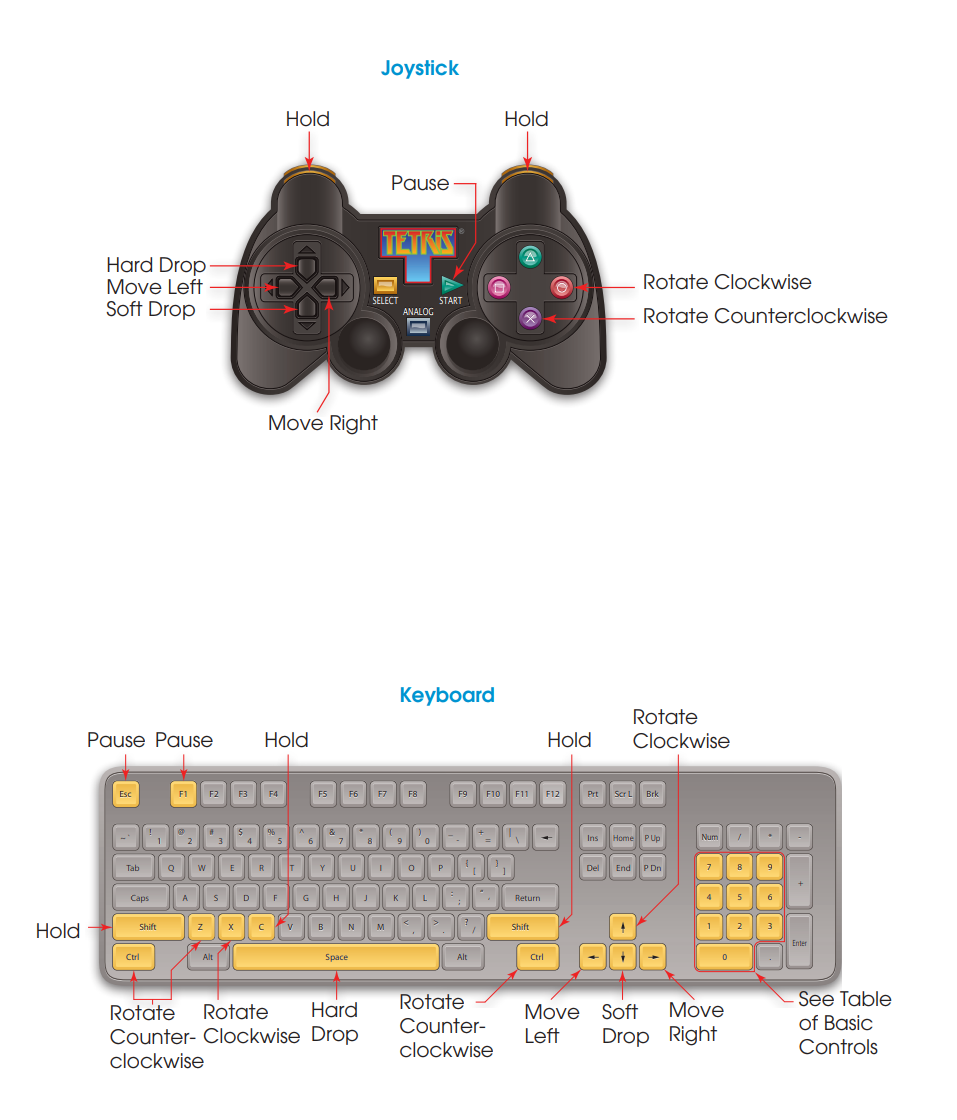 Joystick
Hold Hold
Pause
TETRIS ®
Hard Drop
Move Left
Soft Drop
SELECT START
ANALOG
Rotate Clockwise
Rotate Counterclockwise
Move Right
Keyboard
Pause Pause Hold Hold
Rotate
Clockwise
Esc F1 F2 F3 F4 F5 F6 F7 F8 F9 F10 F11 F12 Prt Scr L Brk
! @ # $ % ^ & * ( ) _ + |
1 2 3 4 5 6 7 8 9 0 - = \ ← Ins Home P Up Num / * -
Tab Q W E R T Y U I O P { [ } ] Del End P Dn 7 8 9 +
Caps A S D F G H J K L : ; " ' Return 4 5 6
Hold
Shift Z X C V B N M < , > . ? / Shift ↑ 1 2 3 Enter
Ctrl Alt Space Alt Ctrl ← ↓ → 0 .
Rotate
Counter-
clockwise
Rotate
Clockwise
Hard
Drop
Rotate
Counter-
clockwise
Move
Left
Soft
Drop
Move
Right
See Table
of Basic
Controls